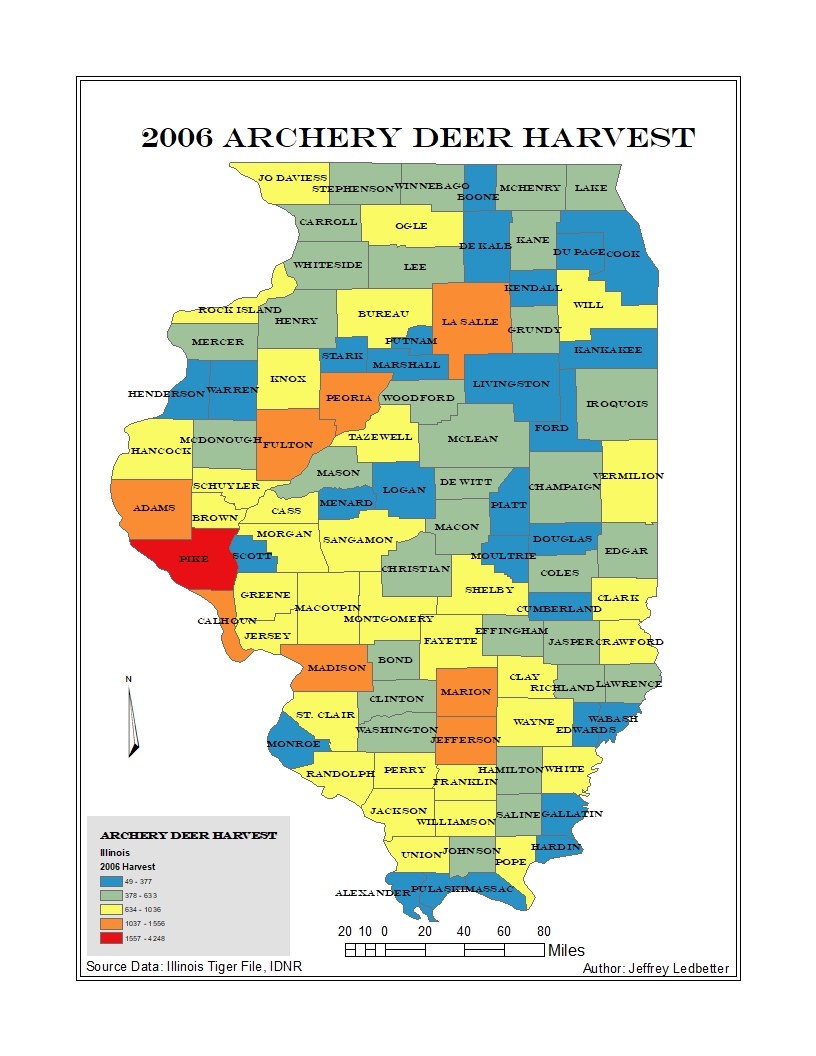 2006 ARCHERY DEER HARVEST
JO DAVIESS
STEPHENSON
WINNEBAGO
BOONE
MCHENRY
LAKE
CARROLL
OGLE
DE KALB
KANE
DU PAGE
COOK
WHITESIDE
LEE
KENDALL
ROCK ISLAND
HENRY
BUREAU
LA SALLE
GRUNDY
WILL
MERCER
PUTNAM
KANKAKEE
STARK
MARSHALL
HENDERSON
WARREN
KNOX
PEORIA
WOODFORD
LIVINGSTON
IROQUOIS
FORD
HANCOCK
MCDONOUGH
FULTON
TAZEWELL
MCLEAN
SCHUYLER
MASON
LOGAN
DE WITT
CHAMPAIGN
VERMILION
ADAMS
BROWN
CASS
MENARD
PIATT
MACON
PIKE
SCOTT
MORGAN
SANGAMON
MOULTRIE
DOUGLAS
EDGAR
CHRISTIAN
COLES
GREENE
MACOUPIN
SHELBY
CLARK
CUMBERLAND
CALHOUN
JERSEY
MONTGOMERY
FAYETTE
EFFINGHAM
JASPER
CRAWFORD
MADISON
BOND
MARION
CLAY
RICHLAND
LAWRENCE
CLINTON
ST. CLAIR
WASHINGTON
JEFFERSON
WAYNE
EDWARDS
WABASH
MONROE
RANDOLPH
PERRY
FRANKLIN
HAMILTON
WHITE
JACKSON
WILLIAMSON
SALINE
GALLATIN
UNION
JOHNSON
POPE
HARDIN
ALEXANDER
PULASKI
MASSAC
N
ARCHERY DEER HARVEST
Illinois
2006 Harvest
49 - 377
378 - 633
634 - 1036
1037 - 1556
1557 - 4248
20 10 0 20 40 60 80
Miles
Source Data: Illinois Tiger File, IDNR
Author: Jeffrey Ledbetter